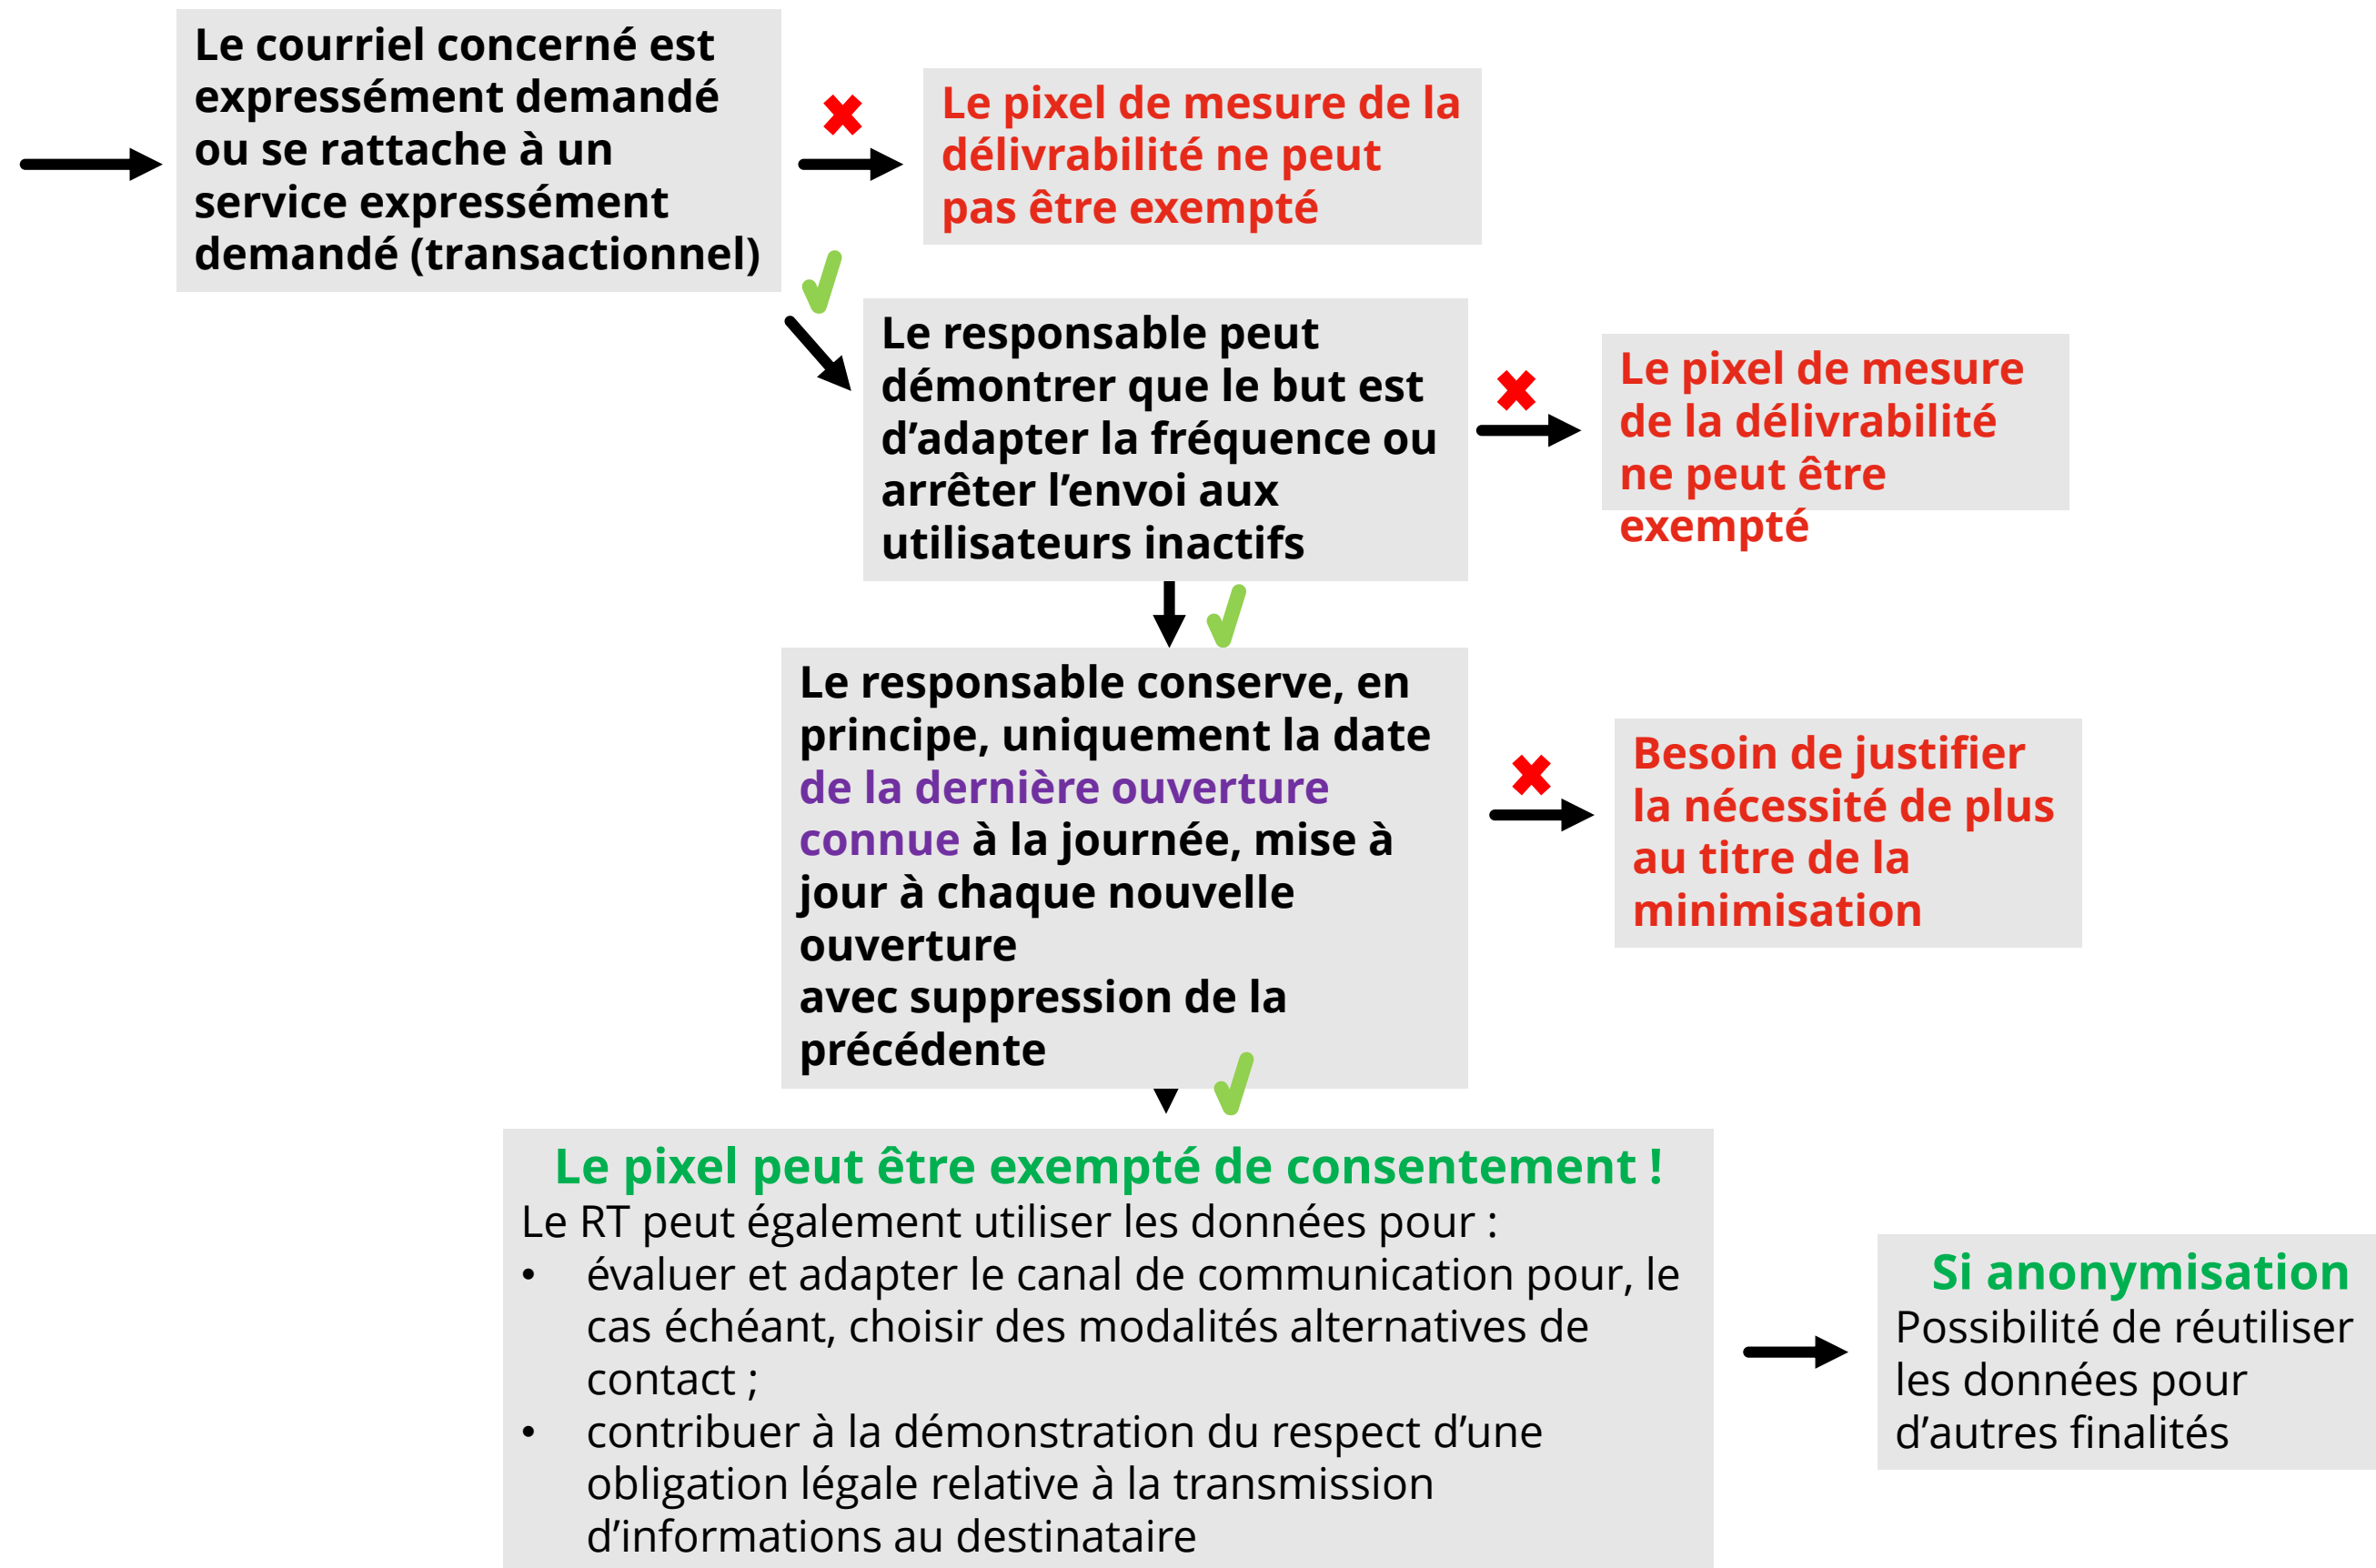 Le courriel concerné est
expressément demandé
ou se rattache à un
service expressément
demandé (transactionnel)
Le pixel de mesure de la
délivrabilité ne peut
pas être exempté
Le responsable peut
démontrer que le but est
d’adapter la fréquence ou
arrêter l’envoi aux
utilisateurs inactifs
Le pixel de mesure
de la délivrabilité
ne peut être
exempté
Le responsable conserve, en
principe, uniquement la date
de la dernière ouverture
connue à la journée, mise à
jour à chaque nouvelle
ouverture
avec suppression de la
précédente
Besoin de justifier
la nécessité de plus
au titre de la
minimisation
Le pixel peut être exempté de consentement !
Le RT peut également utiliser les données pour :
• évaluer et adapter le canal de communication pour, le
cas échéant, choisir des modalités alternatives de
contact ;
• contribuer à la démonstration du respect d’une
obligation légale relative à la transmission
d’informations au destinataire
Si anonymisation
Possibilité de réutiliser
les données pour
d’autres finalités